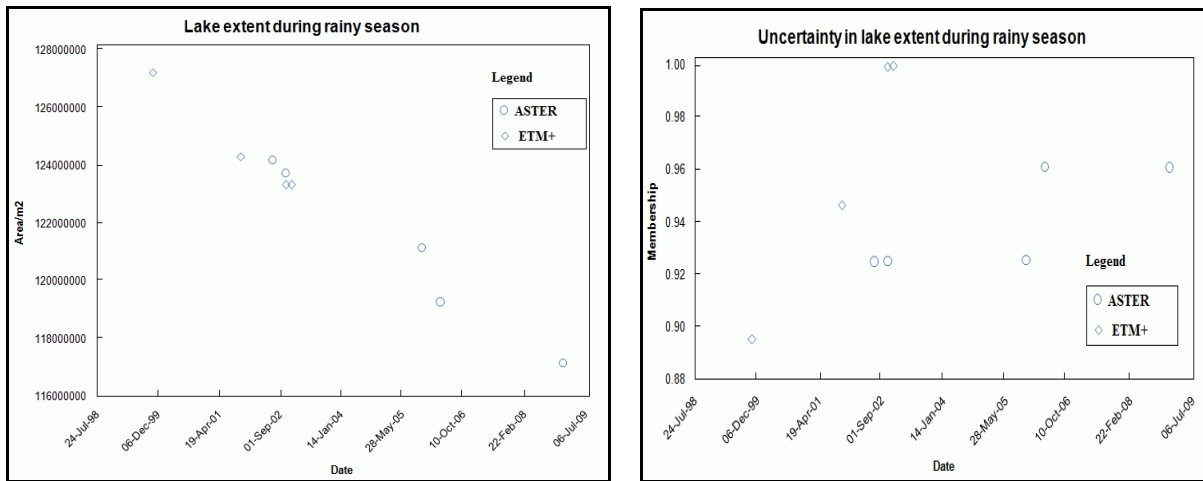 Lake extent during rainy season
128000000
126000000
124000000
122000000
120000000
118000000
116000000
Area/m2
Legend
ASTER
ETM+
24-Jul-98
06-Dec-99
19-Apr-01
01-Sep-02
14-Jan-04
28-May-05
10-Oct-06
22-Feb-08
06-Jul-09
Date
Uncertainty in lake extent during rainy season
1.00
0.98
0.96
0.94
0.92
0.90
0.88
Membership
Legend
ASTER
ETM+
24-Jul-98
06-Dec-99
19-Apr-01
01-Sep-02
14-Jan-04
28-May-05
10-Oct-06
22-Feb-08
06-Jul-09
Date